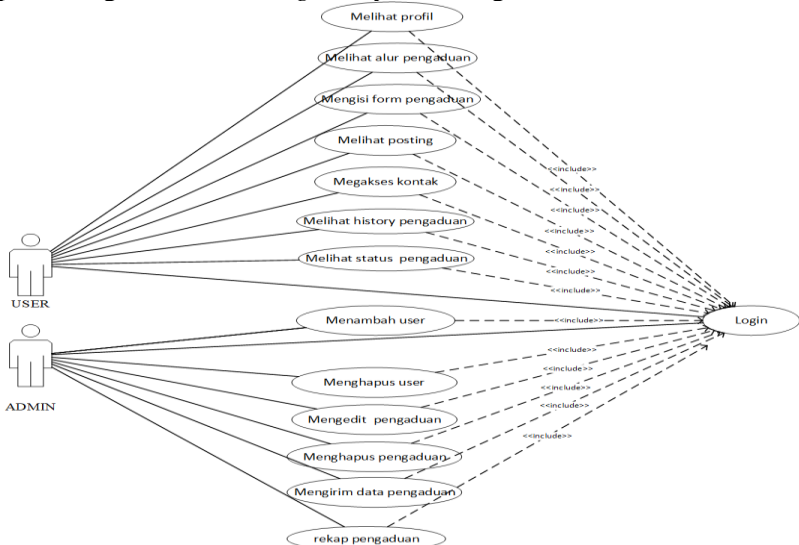 Melihat profil
Melihat alur pengaduan
Mengisi form pengaduan
Melihat posting
Megakses kontak
Melihat history pengaduan
Melihat status pengaduan
Menambah user
Menghapus user
Mengedit pengaduan
Menghapus pengaduan
Mengirim data pengaduan
rekap pengaduan
USER
ADMIN
Login
<<include>>
<<include>>
<<include>>
<<include>>
<<include>>
<<include>>
<<include>>
<<include>>
<<include>>
<<include>>
<<include>>
<<include>>
<<include>>